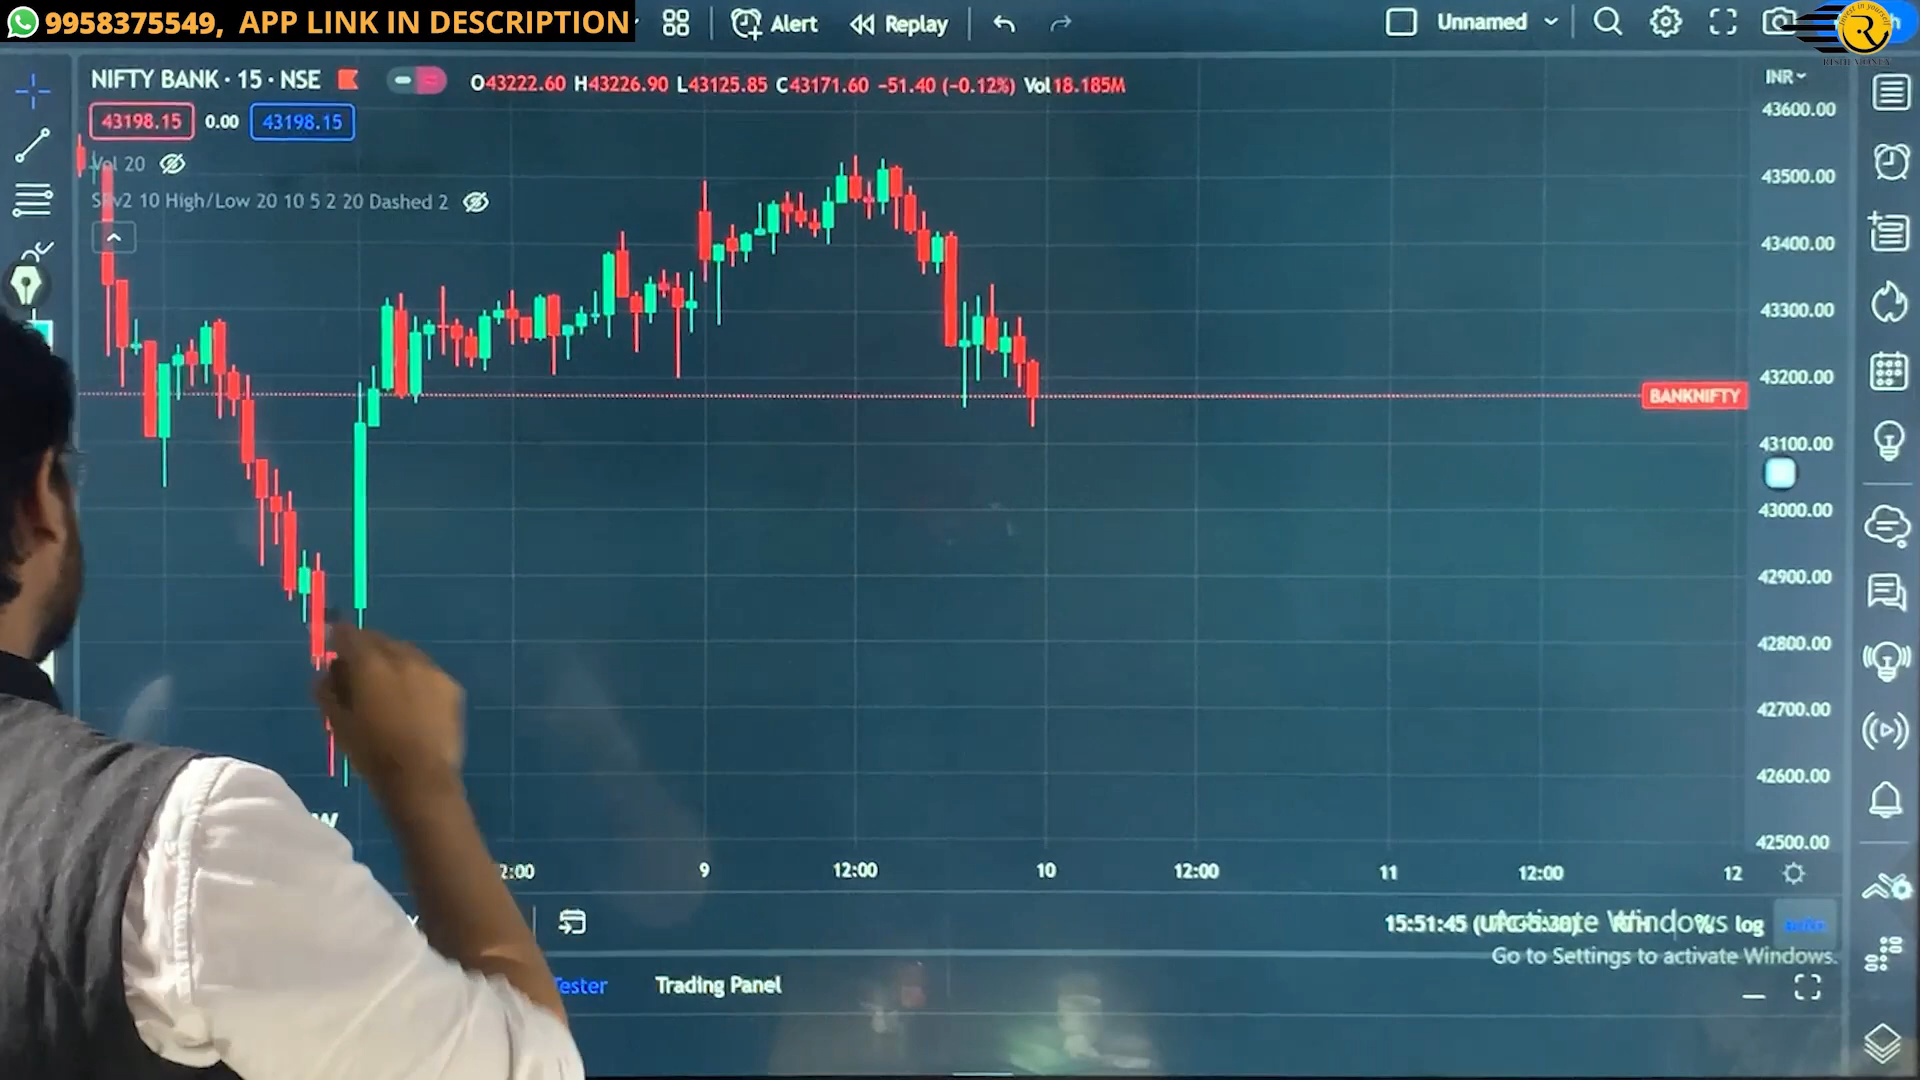 9958375549, APP LINK IN DESCRIPTION
Alert
Replay
Unnamed
NIFTY BANK · 15 · NSE
O43222.60 H43226.90 L43125.85 C43171.60 −51.40 (−0.12%) Vol18.185M
INR
43198.15 0.00 43198.15
Vol 20
SRv2 10 High/Low 20 10 5 2 20 Dashed 2
43600.00
43500.00
43400.00
43300.00
43200.00
BANKNIFTY
43100.00
43000.00
42900.00
42800.00
42700.00
42600.00
42500.00
2:00 9 12:00 10 12:00 11 12:00 12
15:51:45 % log
Activate Windows
Go to Settings to activate Windows.
Tester
Trading Panel